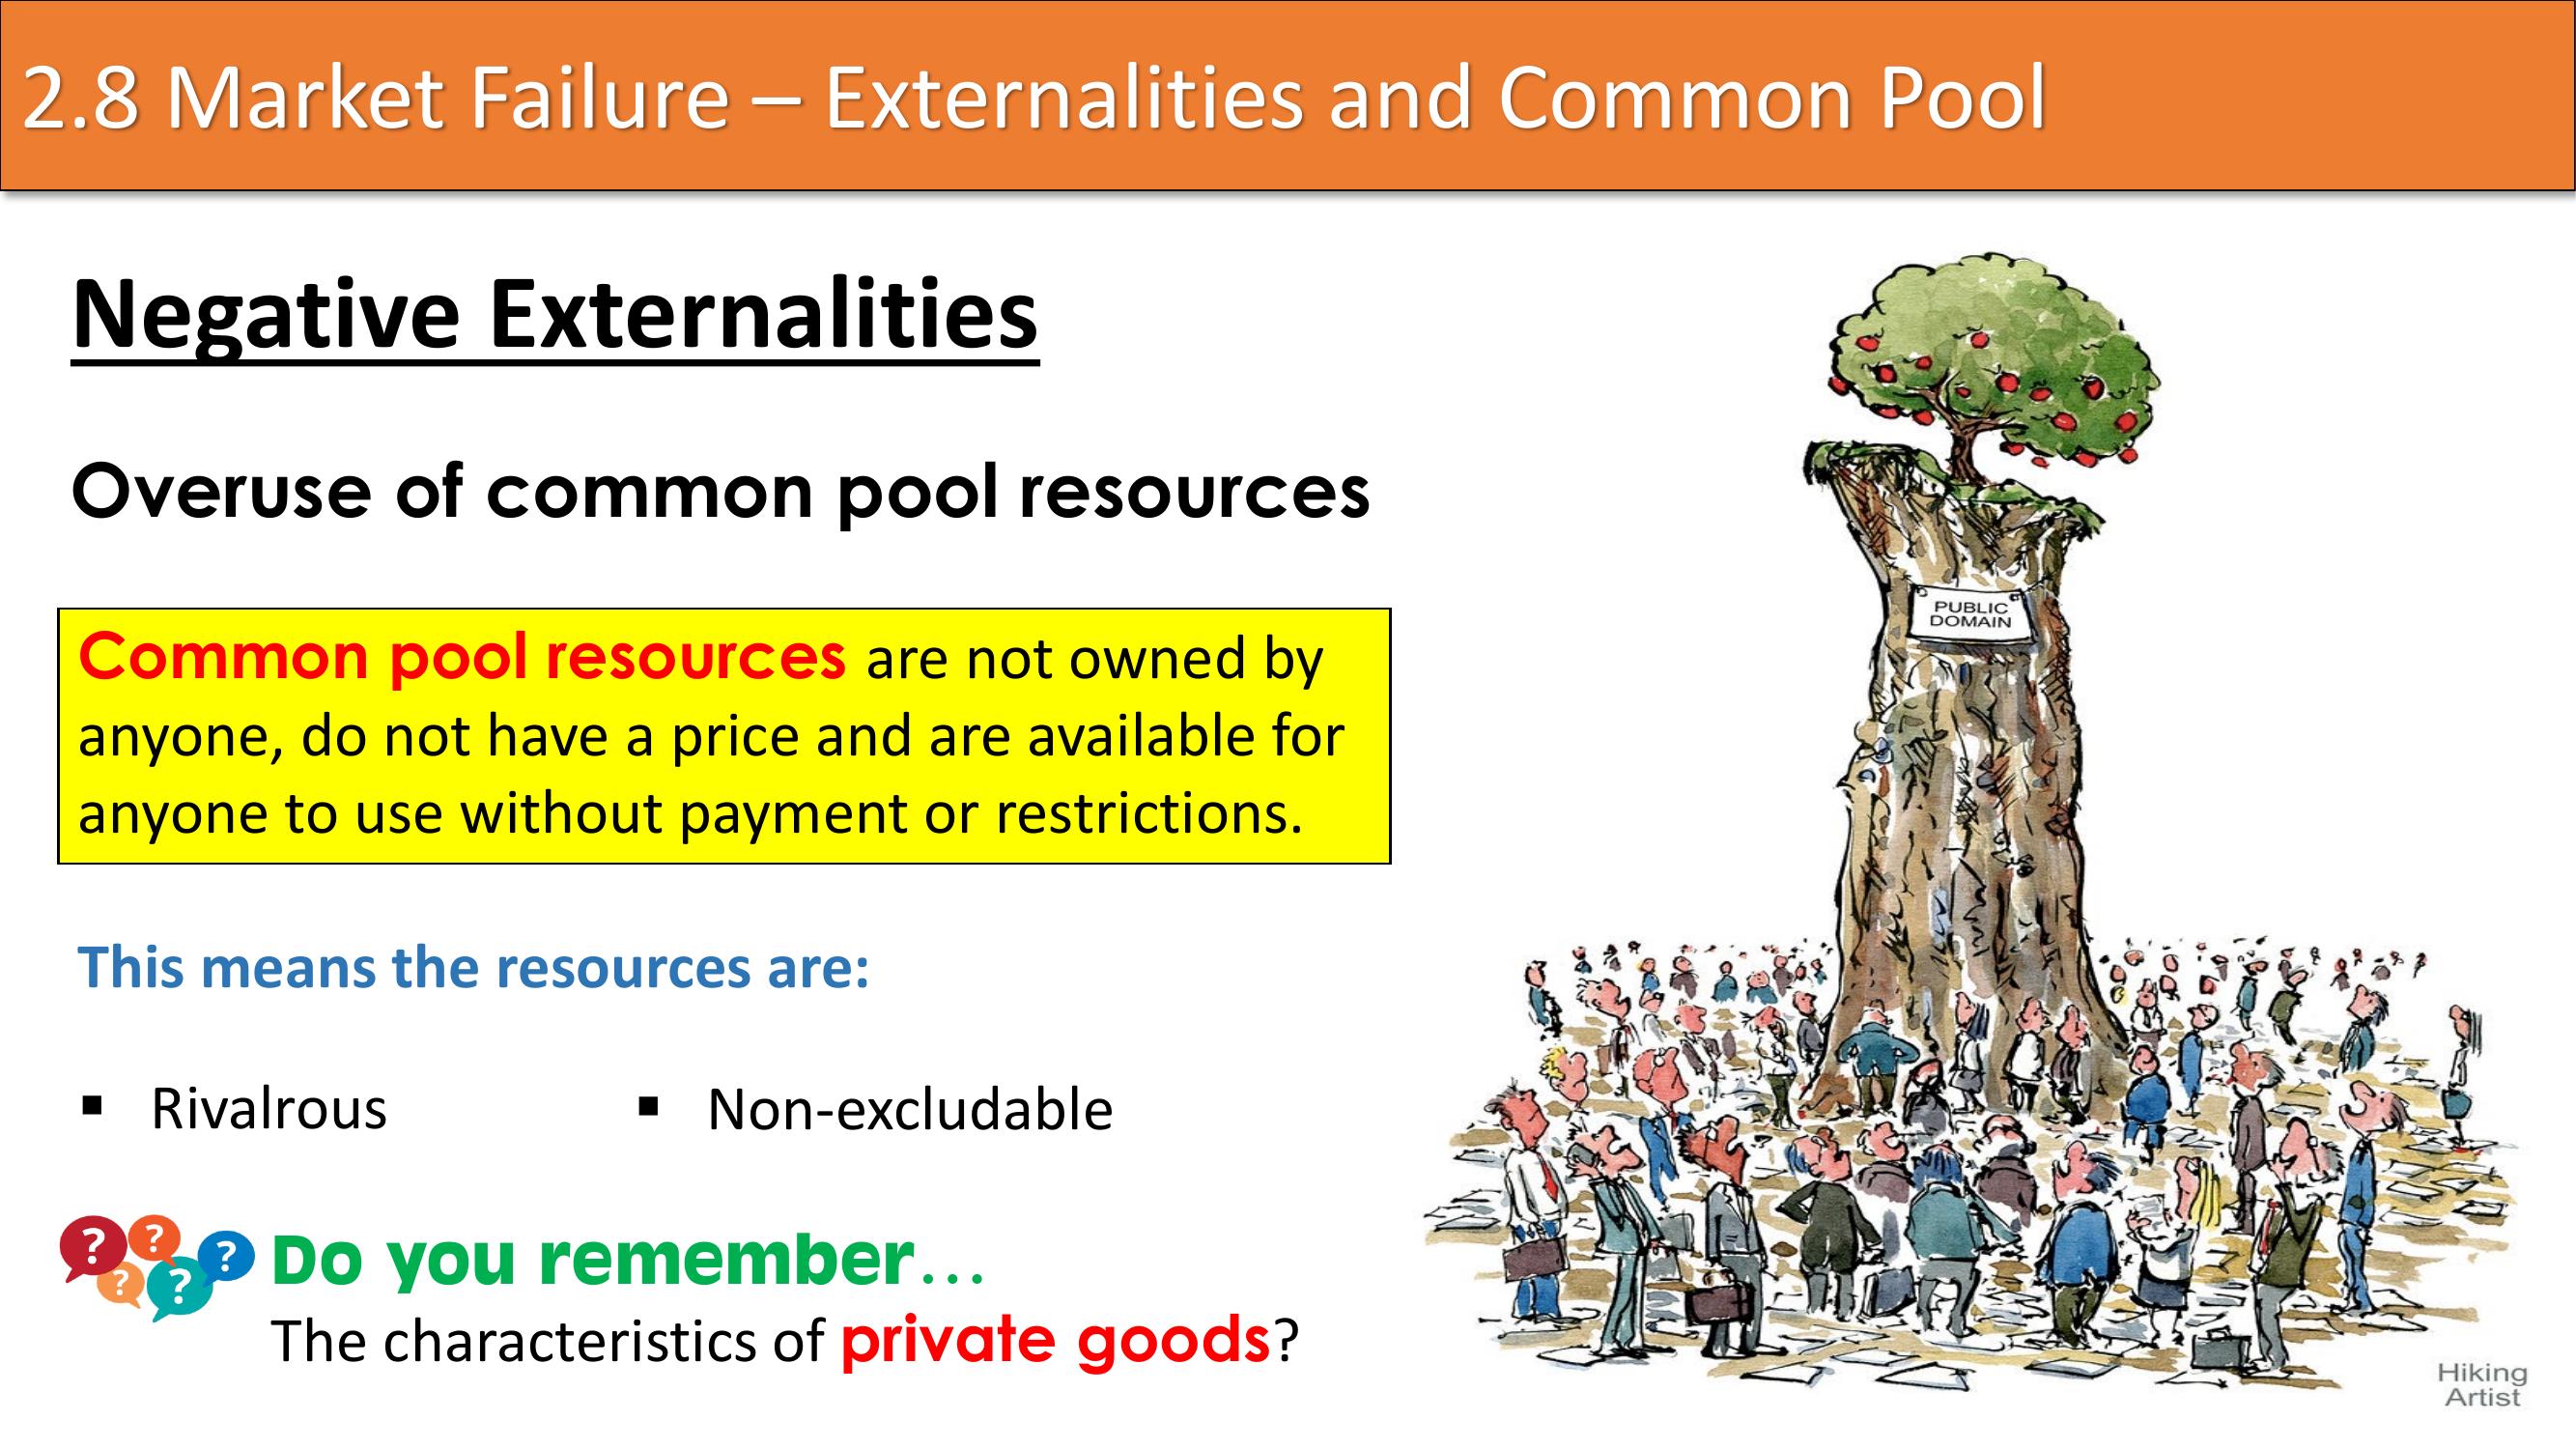 2.8 Market Failure – Externalities and Common Pool
Negative Externalities
Overuse of common pool resources
Common pool resources are not owned by
anyone, do not have a price and are available for
anyone to use without payment or restrictions.
This means the resources are:
▪ Rivalrous
▪ Non-excludable
? ? ? ? ?
Do you remember…
The characteristics of private goods?
PUBLIC
DOMAIN
Hiking
Artist